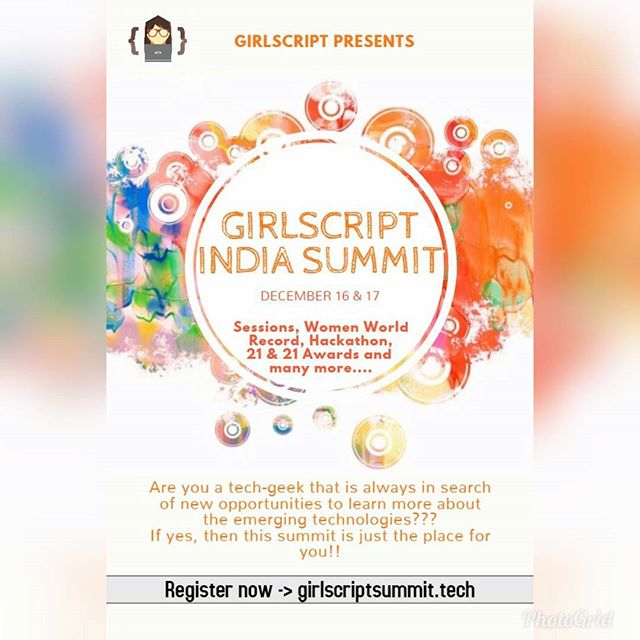 { </> }
GIRLSCRIPT PRESENTS
GIRLSCRIPT
INDIA SUMMIT
DECEMBER 16 & 17
Sessions, Women World
Record, Hackathon,
21 & 21 Awards and
many more....
Are you a tech-geek that is always in search
of new opportunities to learn more about
the emerging technologies???
If yes, then this summit is just the place for
you!!
Register now -> girlscriptsummit.tech
PhotoGrid